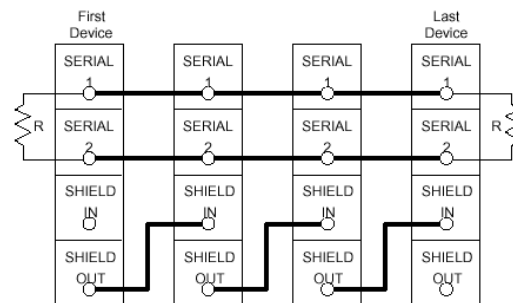 First
Device
Last
Device
SERIAL
1
SERIAL
1
SERIAL
1
SERIAL
1
R
SERIAL
2
SERIAL
2
SERIAL
2
SERIAL
2
R
SHIELD
IN
SHIELD
IN
SHIELD
IN
SHIELD
IN
SHIELD
OUT
SHIELD
OUT
SHIELD
OUT
SHIELD
OUT